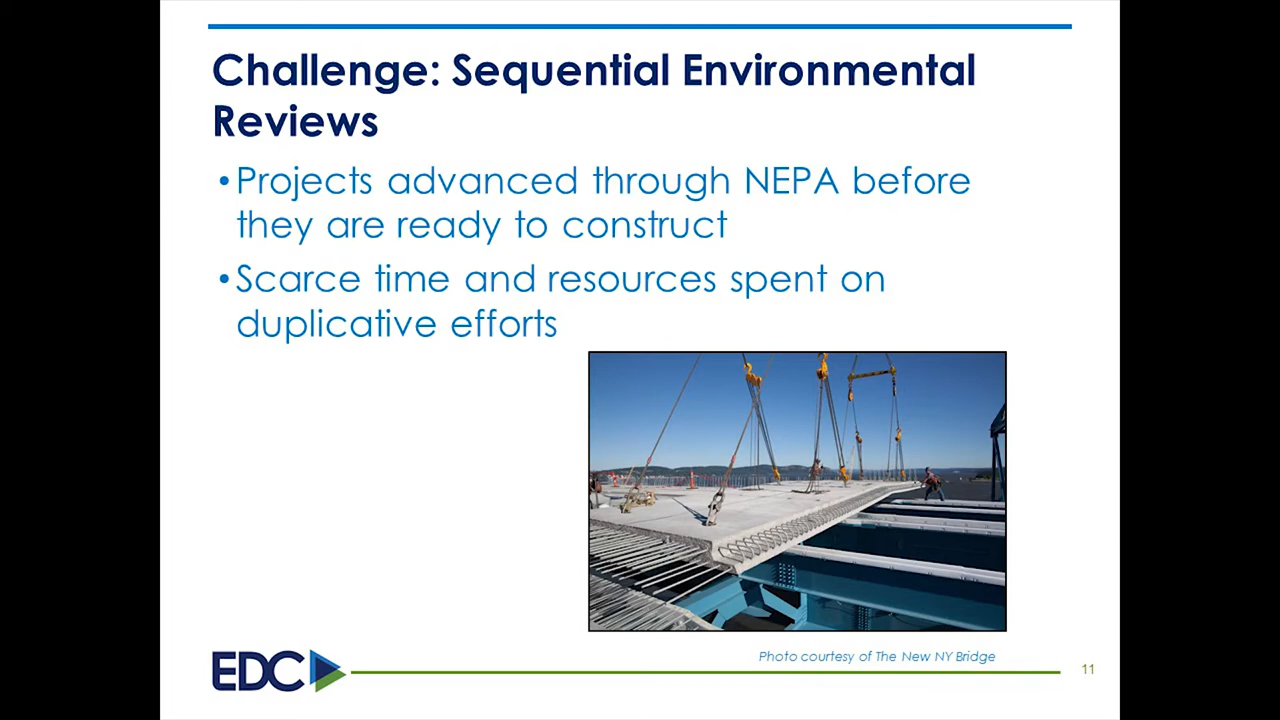 Challenge: Sequential Environmental
Reviews
•Projects advanced through NEPA before
they are ready to construct
•Scarce time and resources spent on
duplicative efforts
Photo courtesy of The New NY Bridge
EDC
11